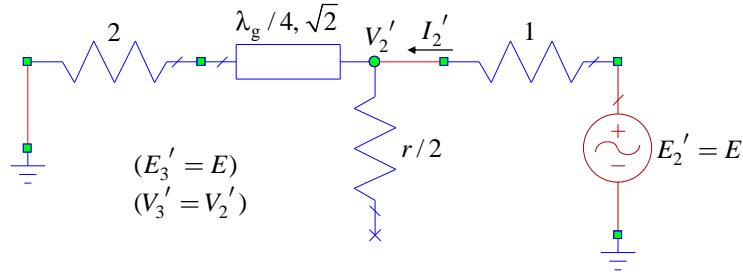 2
λg / 4, √2
V2′
I2′
1
(E3′ = E)
(V3′ = V2′)
r / 2
+
−
E2′ = E